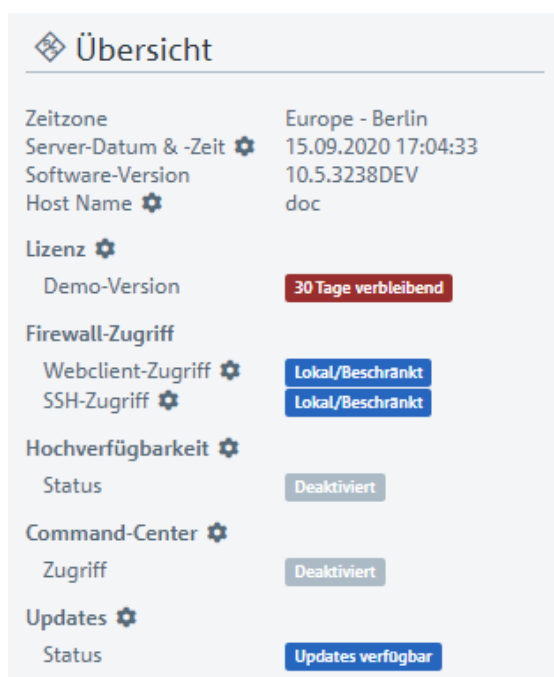 Übersicht
Zeitzone Europe - Berlin
Server-Datum & -Zeit 15.09.2020 17:04:33
Software-Version 10.5.3238DEV
Host Name doc
Lizenz
Demo-Version 30 Tage verbleibend
Firewall-Zugriff
Webclient-Zugriff Lokal/Beschränkt
SSH-Zugriff Lokal/Beschränkt
Hochverfügbarkeit
Status Deaktiviert
Command-Center
Zugriff Deaktiviert
Updates
Status Updates verfügbar